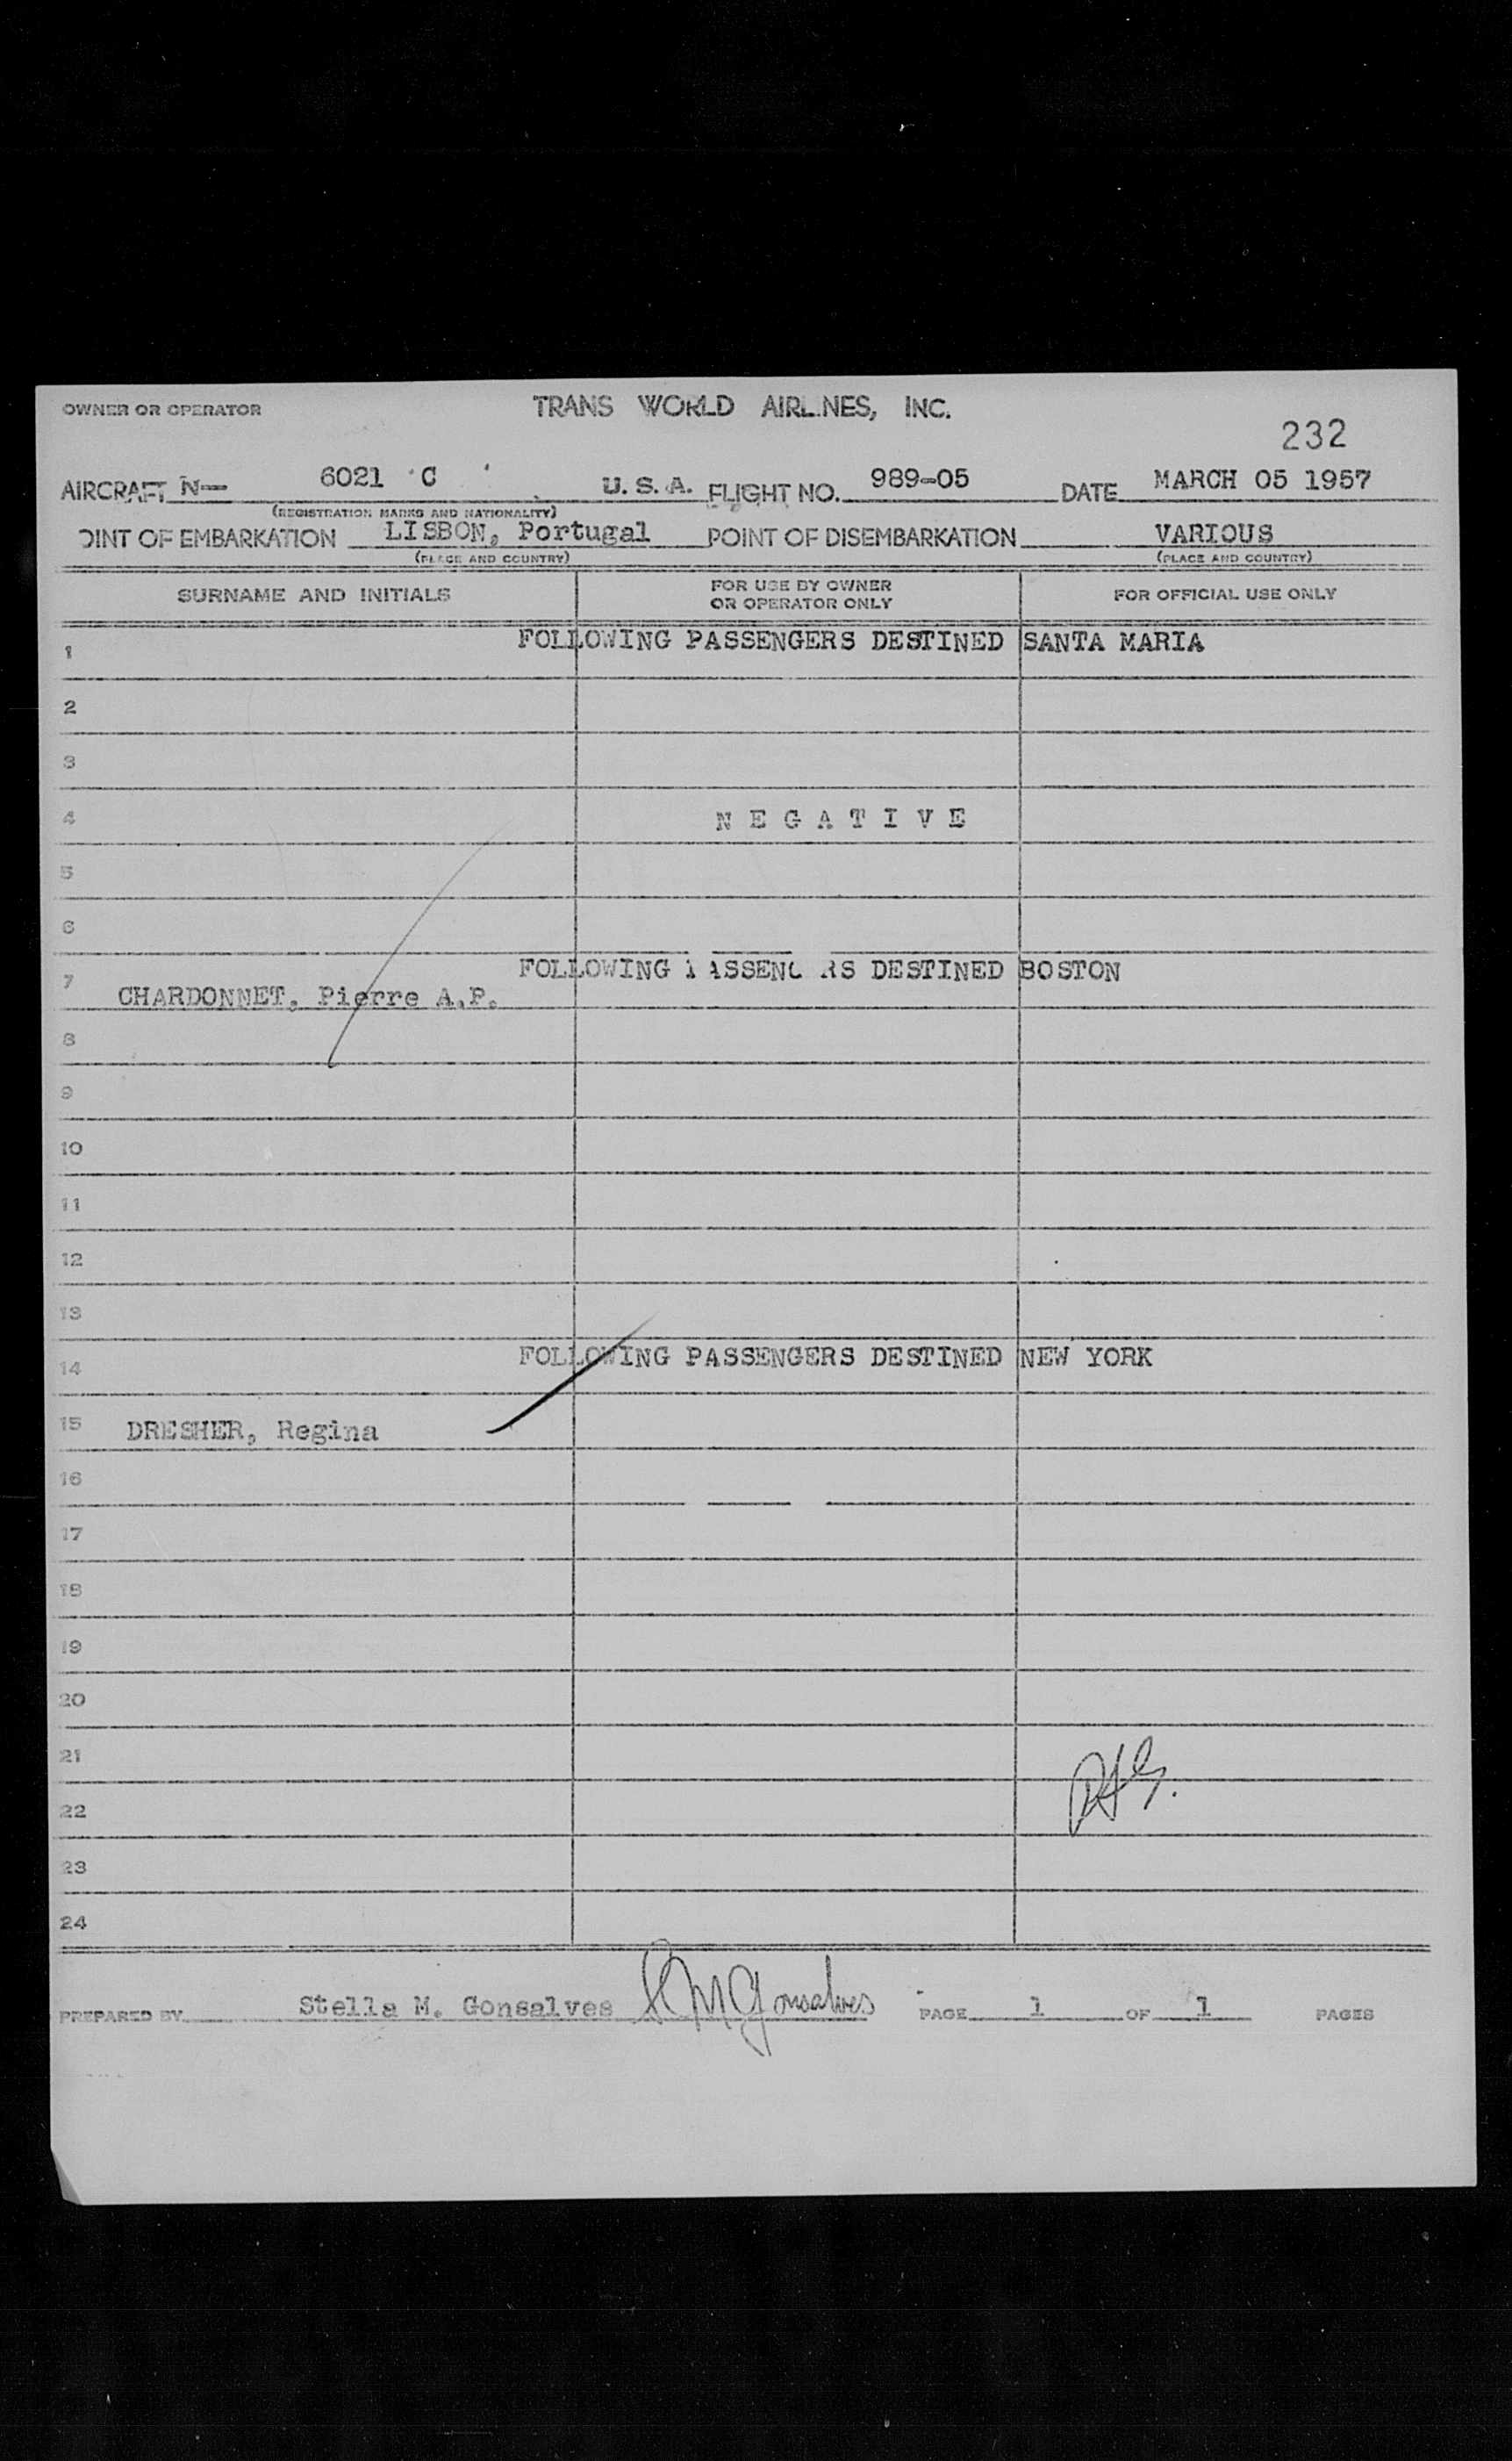 OWNER OR OPERATOR TRANS WORLD AIRLINES, INC.
232
AIRCRAFT N— 6021 C U. S. A. FLIGHT NO. 989-05 DATE MARCH 05 1957
(REGISTRATION MARKS AND NATIONALITY)
OINT OF EMBARKATION LISBON, Portugal POINT OF DISEMBARKATION VARIOUS
(PLACE AND COUNTRY) (PLACE AND COUNTRY)
SURNAME AND INITIALS FOR USE BY OWNER OR OPERATOR ONLY FOR OFFICIAL USE ONLY
1 FOLLOWING PASSENGERS DESTINED SANTA MARIA
2
3
4 N E G A T I V E
5
6
7 FOLLOWING PASSENGERS DESTINED BOSTON
CHARDONNET, Pierre A.P.
8
9
10
11
12
13
14 FOLLOWING PASSENGERS DESTINED NEW YORK
15 DRESHER, Regina
16
17
18
19
20
21
22
23
24
PREPARED BY Stella M. Gonsalves SMGonsalves PAGE 1 OF 1 PAGES